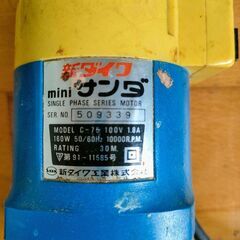 新ダイワ
mini サンダ
SINGLE PHASE SERIES MOTOR
SER NO. 509339
MODEL C-75 100V 1.8A
160W 50/60Hz 10000R.P.M.
RATING 30M.
第91-11585号
新ダイワ工業株式会社